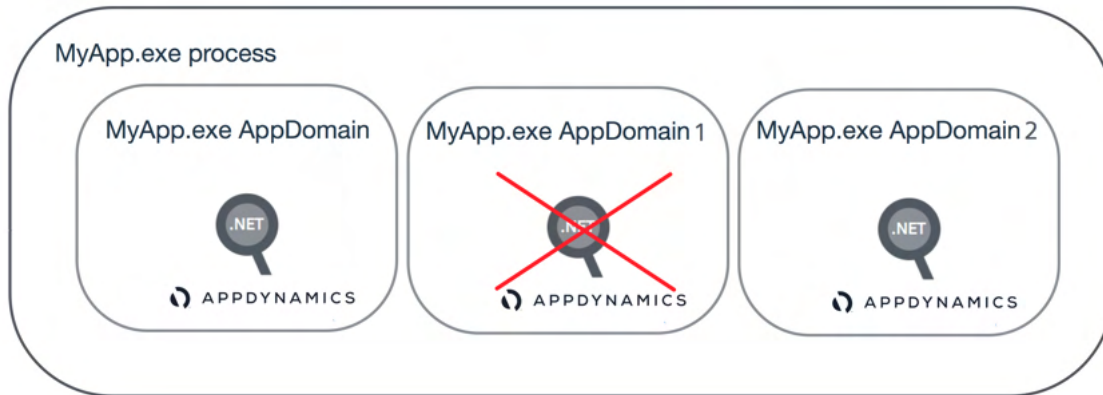 MyApp.exe process
MyApp.exe AppDomain
.NET
APPDYNAMICS
MyApp.exe AppDomain 1
.NET
APPDYNAMICS
MyApp.exe AppDomain 2
.NET
APPDYNAMICS